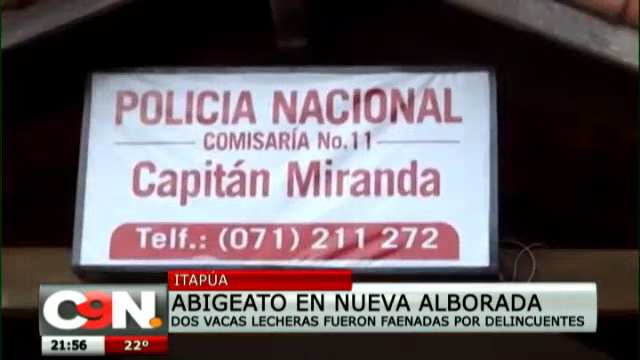 POLICIA NACIONAL
COMISARÍA No.11
Capitán Miranda
Telf.: (071) 211 272
ITAPÚA
C9N.
ABIGEATO EN NUEVA ALBORADA
DOS VACAS LECHERAS FUERON FAENADAS POR DELINCUENTES
21:56 22º